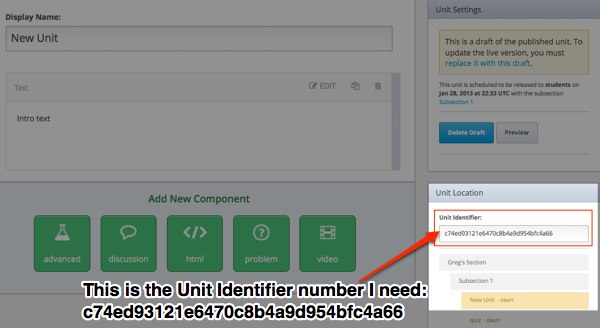 Display Name:
New Unit
Text
EDIT
Intro text
Add New Component
advanced
discussion
html
problem
video
Unit Settings
This is a draft of the published unit. To
update the live version, you must
replace it with this draft.
This unit is scheduled to be released to students on
Jan 28, 2013 at 22:33 UTC with the subsection
Subsection 1
Delete Draft
Preview
Unit Location
Unit Identifier:
c74ed93121e6470c8b4a9d954bfc4a66
Greg's Section
Subsection 1
New Unit - DRAFT
quiz - DRAFT
This is the Unit Identifier number I need:
c74ed93121e6470c8b4a9d954bfc4a66